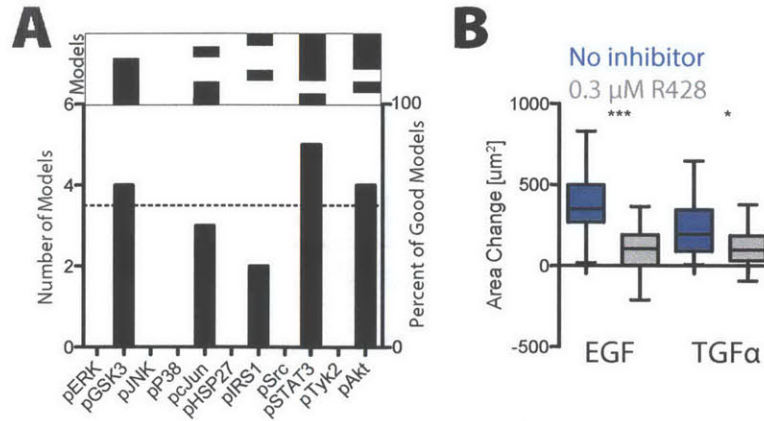 A
Models
6
4
2
0
Number of Models
100
0
Percent of Good Models
pERK
pGSK3
pJNK
pP38
pcJun
pHSP27
pIRS1
pSrc
pSTAT3
pTyk2
pAkt
B
No inhibitor
0.3 µM R428
*** *
1000
500
0
-500
Area Change [um²]
EGF TGFα